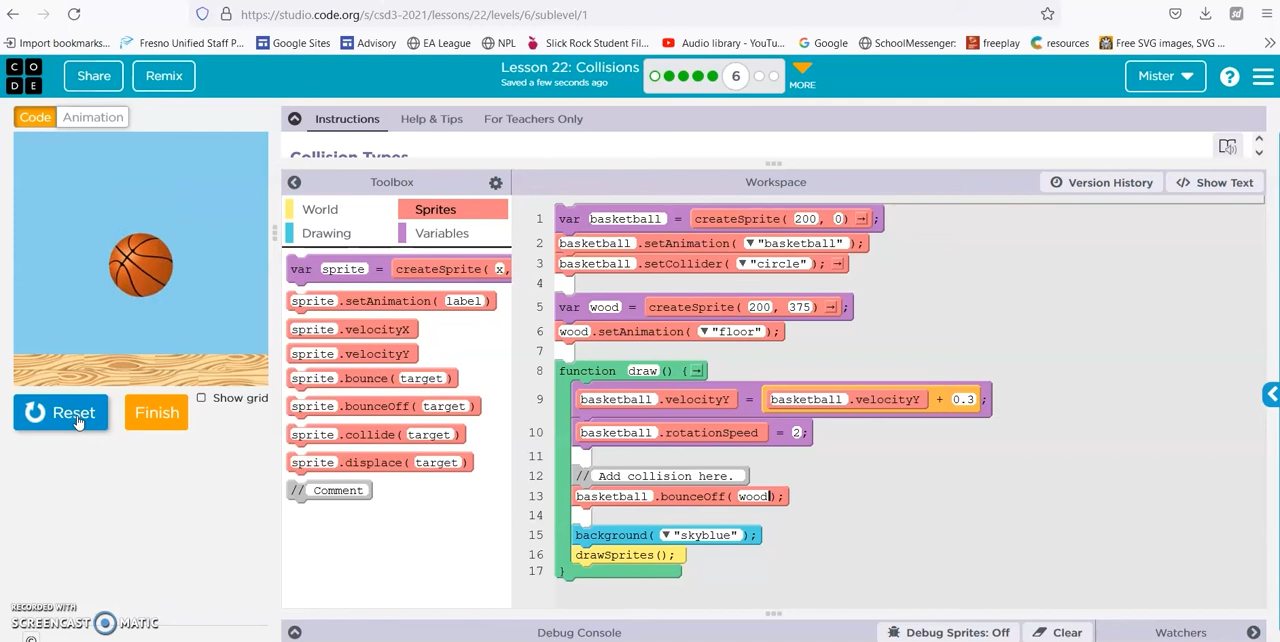 https://studio.code.org/s/csd3-2021/lessons/22/levels/6/sublevel/1
Import bookmarks... Fresno Unified Staff P... Google Sites Advisory EA League NPL Slick Rock Student Fil... Audio library - YouTu... Google SchoolMessenger: freeplay resources Free SVG images, SVG ...
C O D E
Share
Remix
Lesson 22: Collisions
Saved a few seconds ago
6
MORE
Mister
?
Code Animation
Instructions Help & Tips For Teachers Only
Collision Types
Toolbox
Workspace
Version History
</> Show Text
World Sprites
Drawing Variables
var sprite = createSprite( x,
sprite .setAnimation( label )
sprite .velocityX
sprite .velocityY
sprite .bounce( target )
sprite .bounceOff( target )
sprite .collide( target )
sprite .displace( target )
// Comment
1 var basketball = createSprite( 200, 0) ;
2 basketball .setAnimation( "basketball" );
3 basketball .setCollider( "circle" );
4
5 var wood = createSprite( 200, 375) ;
6 wood .setAnimation( "floor" );
7
8 function draw () {
9 basketball .velocityY = basketball .velocityY + 0.3 ;
10 basketball .rotationSpeed = 2;
11
12 // Add collision here.
13 basketball .bounceOff( wood );
14
15 background( "skyblue" );
16 drawSprites();
17 }
Reset
Finish
Show grid
RECORDED WITH
SCREENCAST MATIC
Debug Console
Debug Sprites: Off
Clear
Watchers